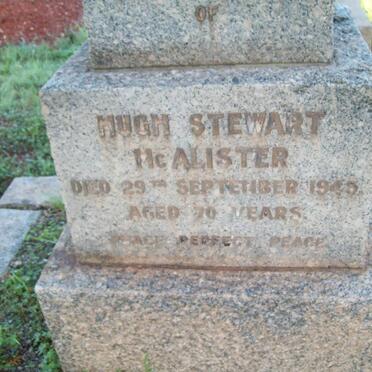 OF
HUGH STEWART
McALISTER
DIED 29TH SEPTEMBER 1945.
AGED 70 YEARS.
PEACE, PERFECT PEACE